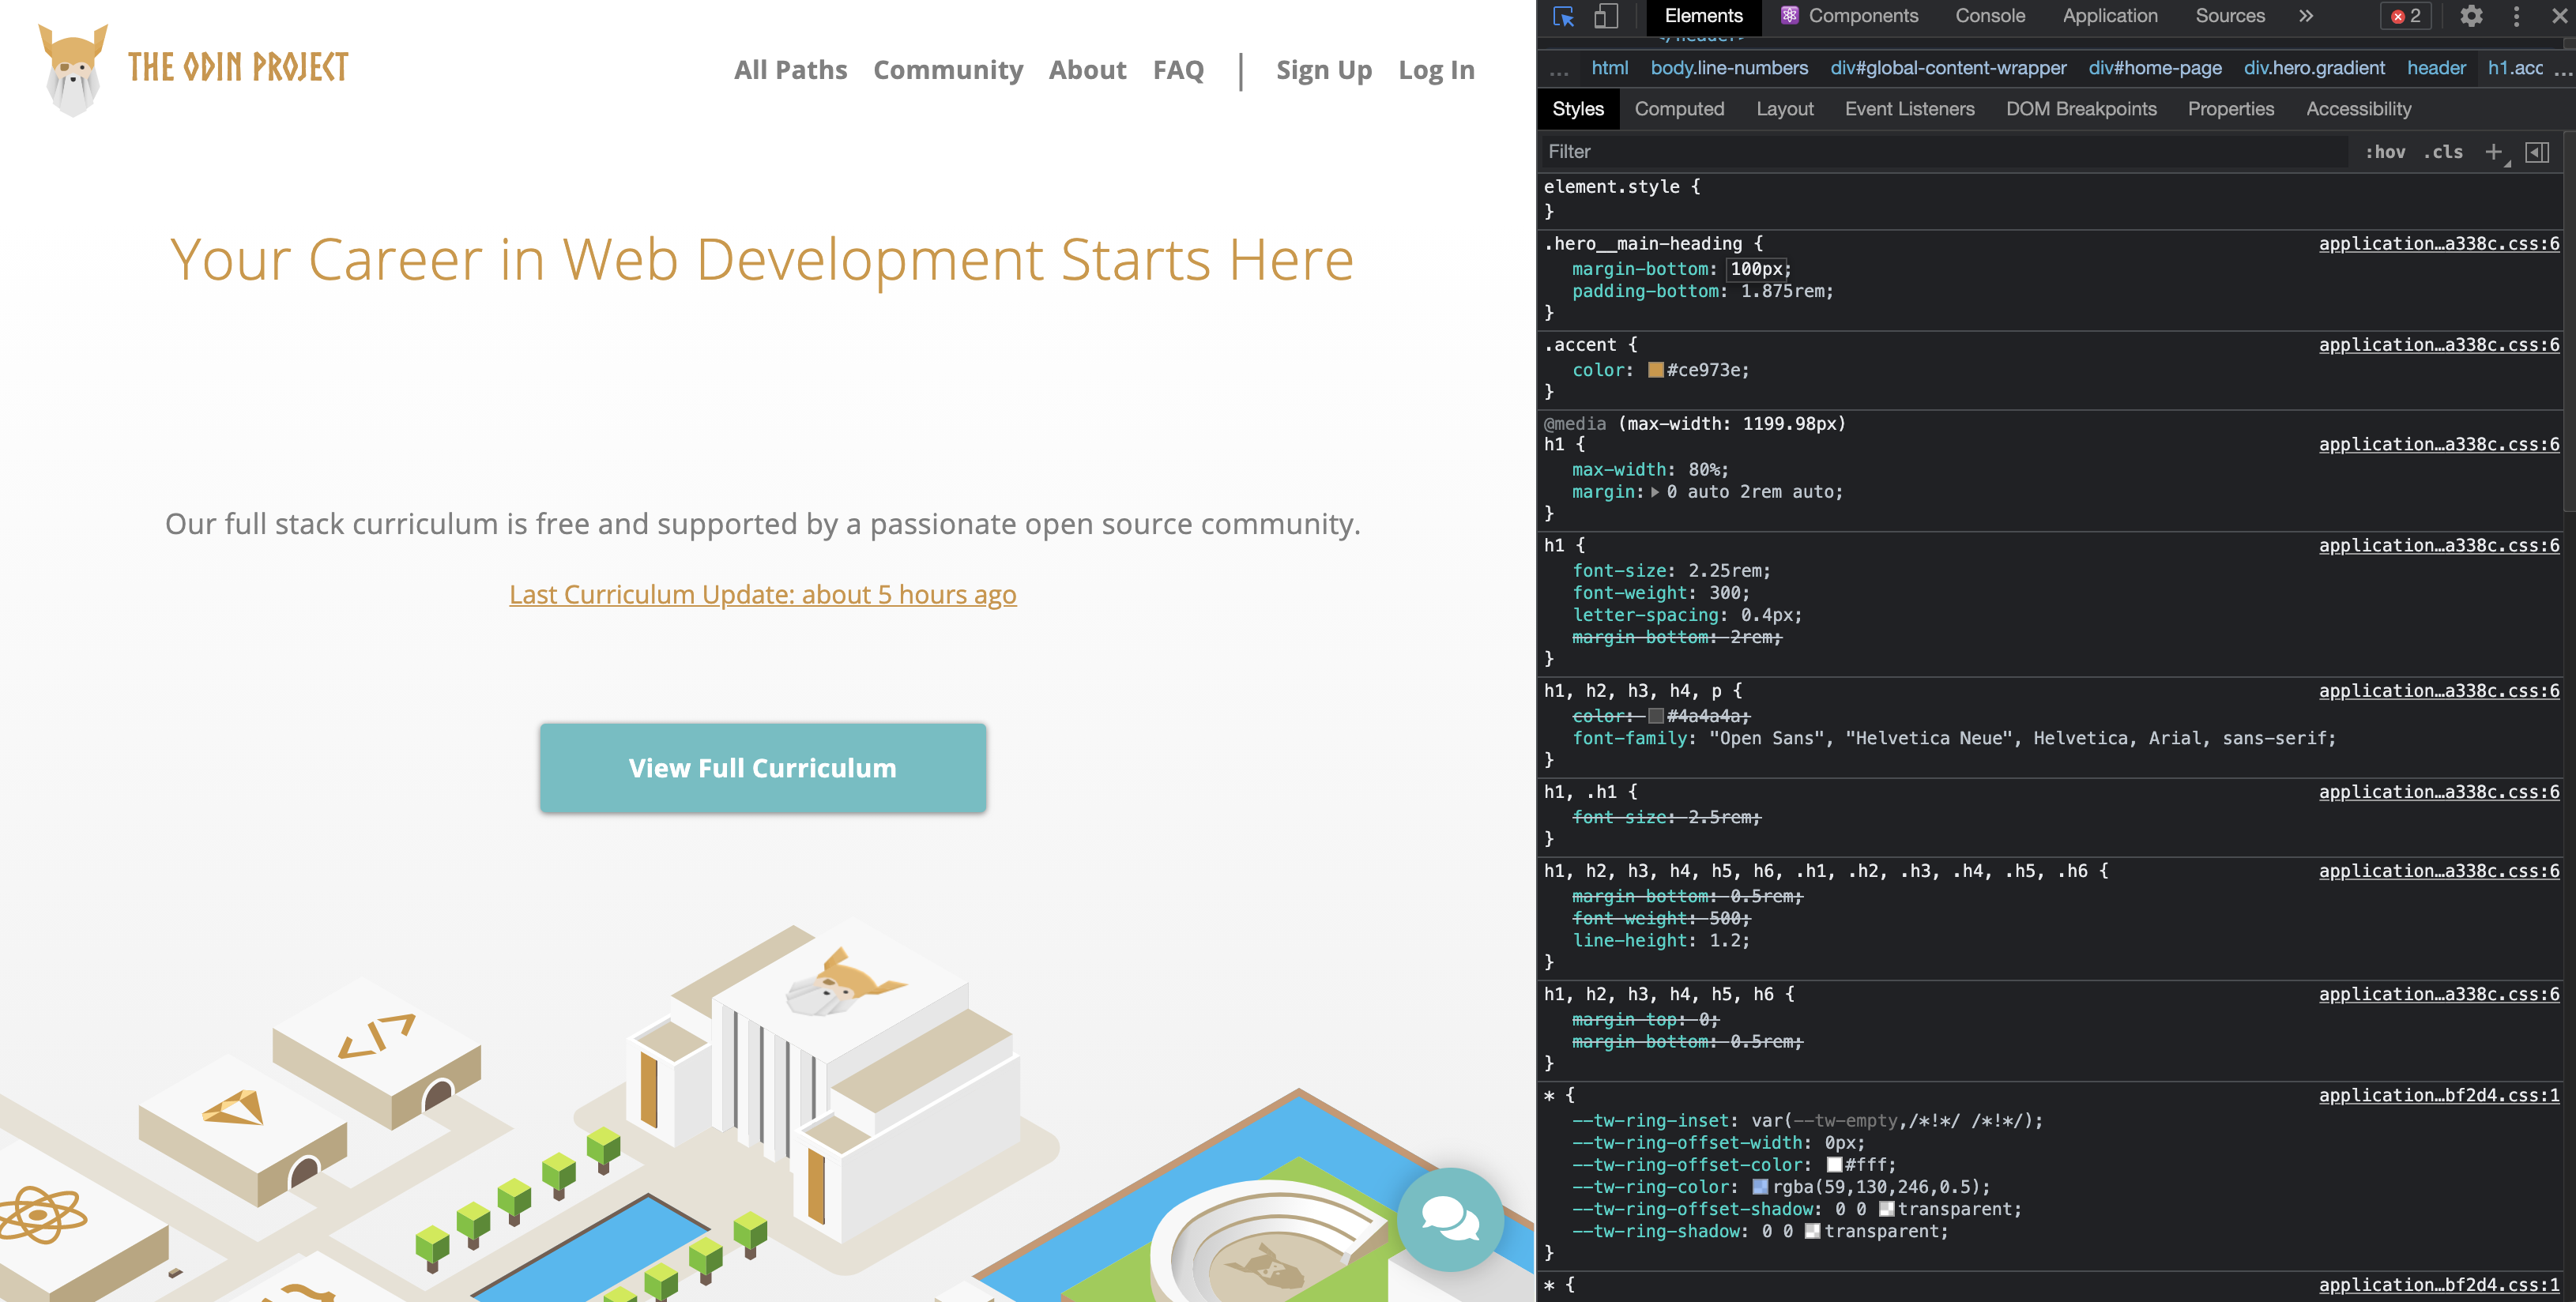 THE ODIN PROJECT
All Paths Community About FAQ | Sign Up Log In
Your Career in Web Development Starts Here
Our full stack curriculum is free and supported by a passionate open source community.
Last Curriculum Update: about 5 hours ago
View Full Curriculum
</>
Elements Components Console Application Sources » 2
</header>
... html body.line-numbers div#global-content-wrapper div#home-page div.hero.gradient header h1.acc ...
Styles Computed Layout Event Listeners DOM Breakpoints Properties Accessibility
Filter :hov .cls +
element.style {
}
.hero__main-heading { application…a338c.css:6
margin-bottom: 100px;
padding-bottom: 1.875rem;
}
.accent { application…a338c.css:6
color: #ce973e;
}
@media (max-width: 1199.98px)
h1 { application…a338c.css:6
max-width: 80%;
margin: 0 auto 2rem auto;
}
h1 { application…a338c.css:6
font-size: 2.25rem;
font-weight: 300;
letter-spacing: 0.4px;
margin-bottom: 2rem;
}
h1, h2, h3, h4, p { application…a338c.css:6
color: #4a4a4a;
font-family: "Open Sans", "Helvetica Neue", Helvetica, Arial, sans-serif;
}
h1, .h1 { application…a338c.css:6
font-size: 2.5rem;
}
h1, h2, h3, h4, h5, h6, .h1, .h2, .h3, .h4, .h5, .h6 { application…a338c.css:6
margin-bottom: 0.5rem;
font-weight: 500;
line-height: 1.2;
}
h1, h2, h3, h4, h5, h6 { application…a338c.css:6
margin-top: 0;
margin-bottom: 0.5rem;
}
* { application…bf2d4.css:1
--tw-ring-inset: var(--tw-empty,/*!*/ /*!*/);
--tw-ring-offset-width: 0px;
--tw-ring-offset-color: #fff;
--tw-ring-color: rgba(59,130,246,0.5);
--tw-ring-offset-shadow: 0 0 transparent;
--tw-ring-shadow: 0 0 transparent;
}
* { application…bf2d4.css:1